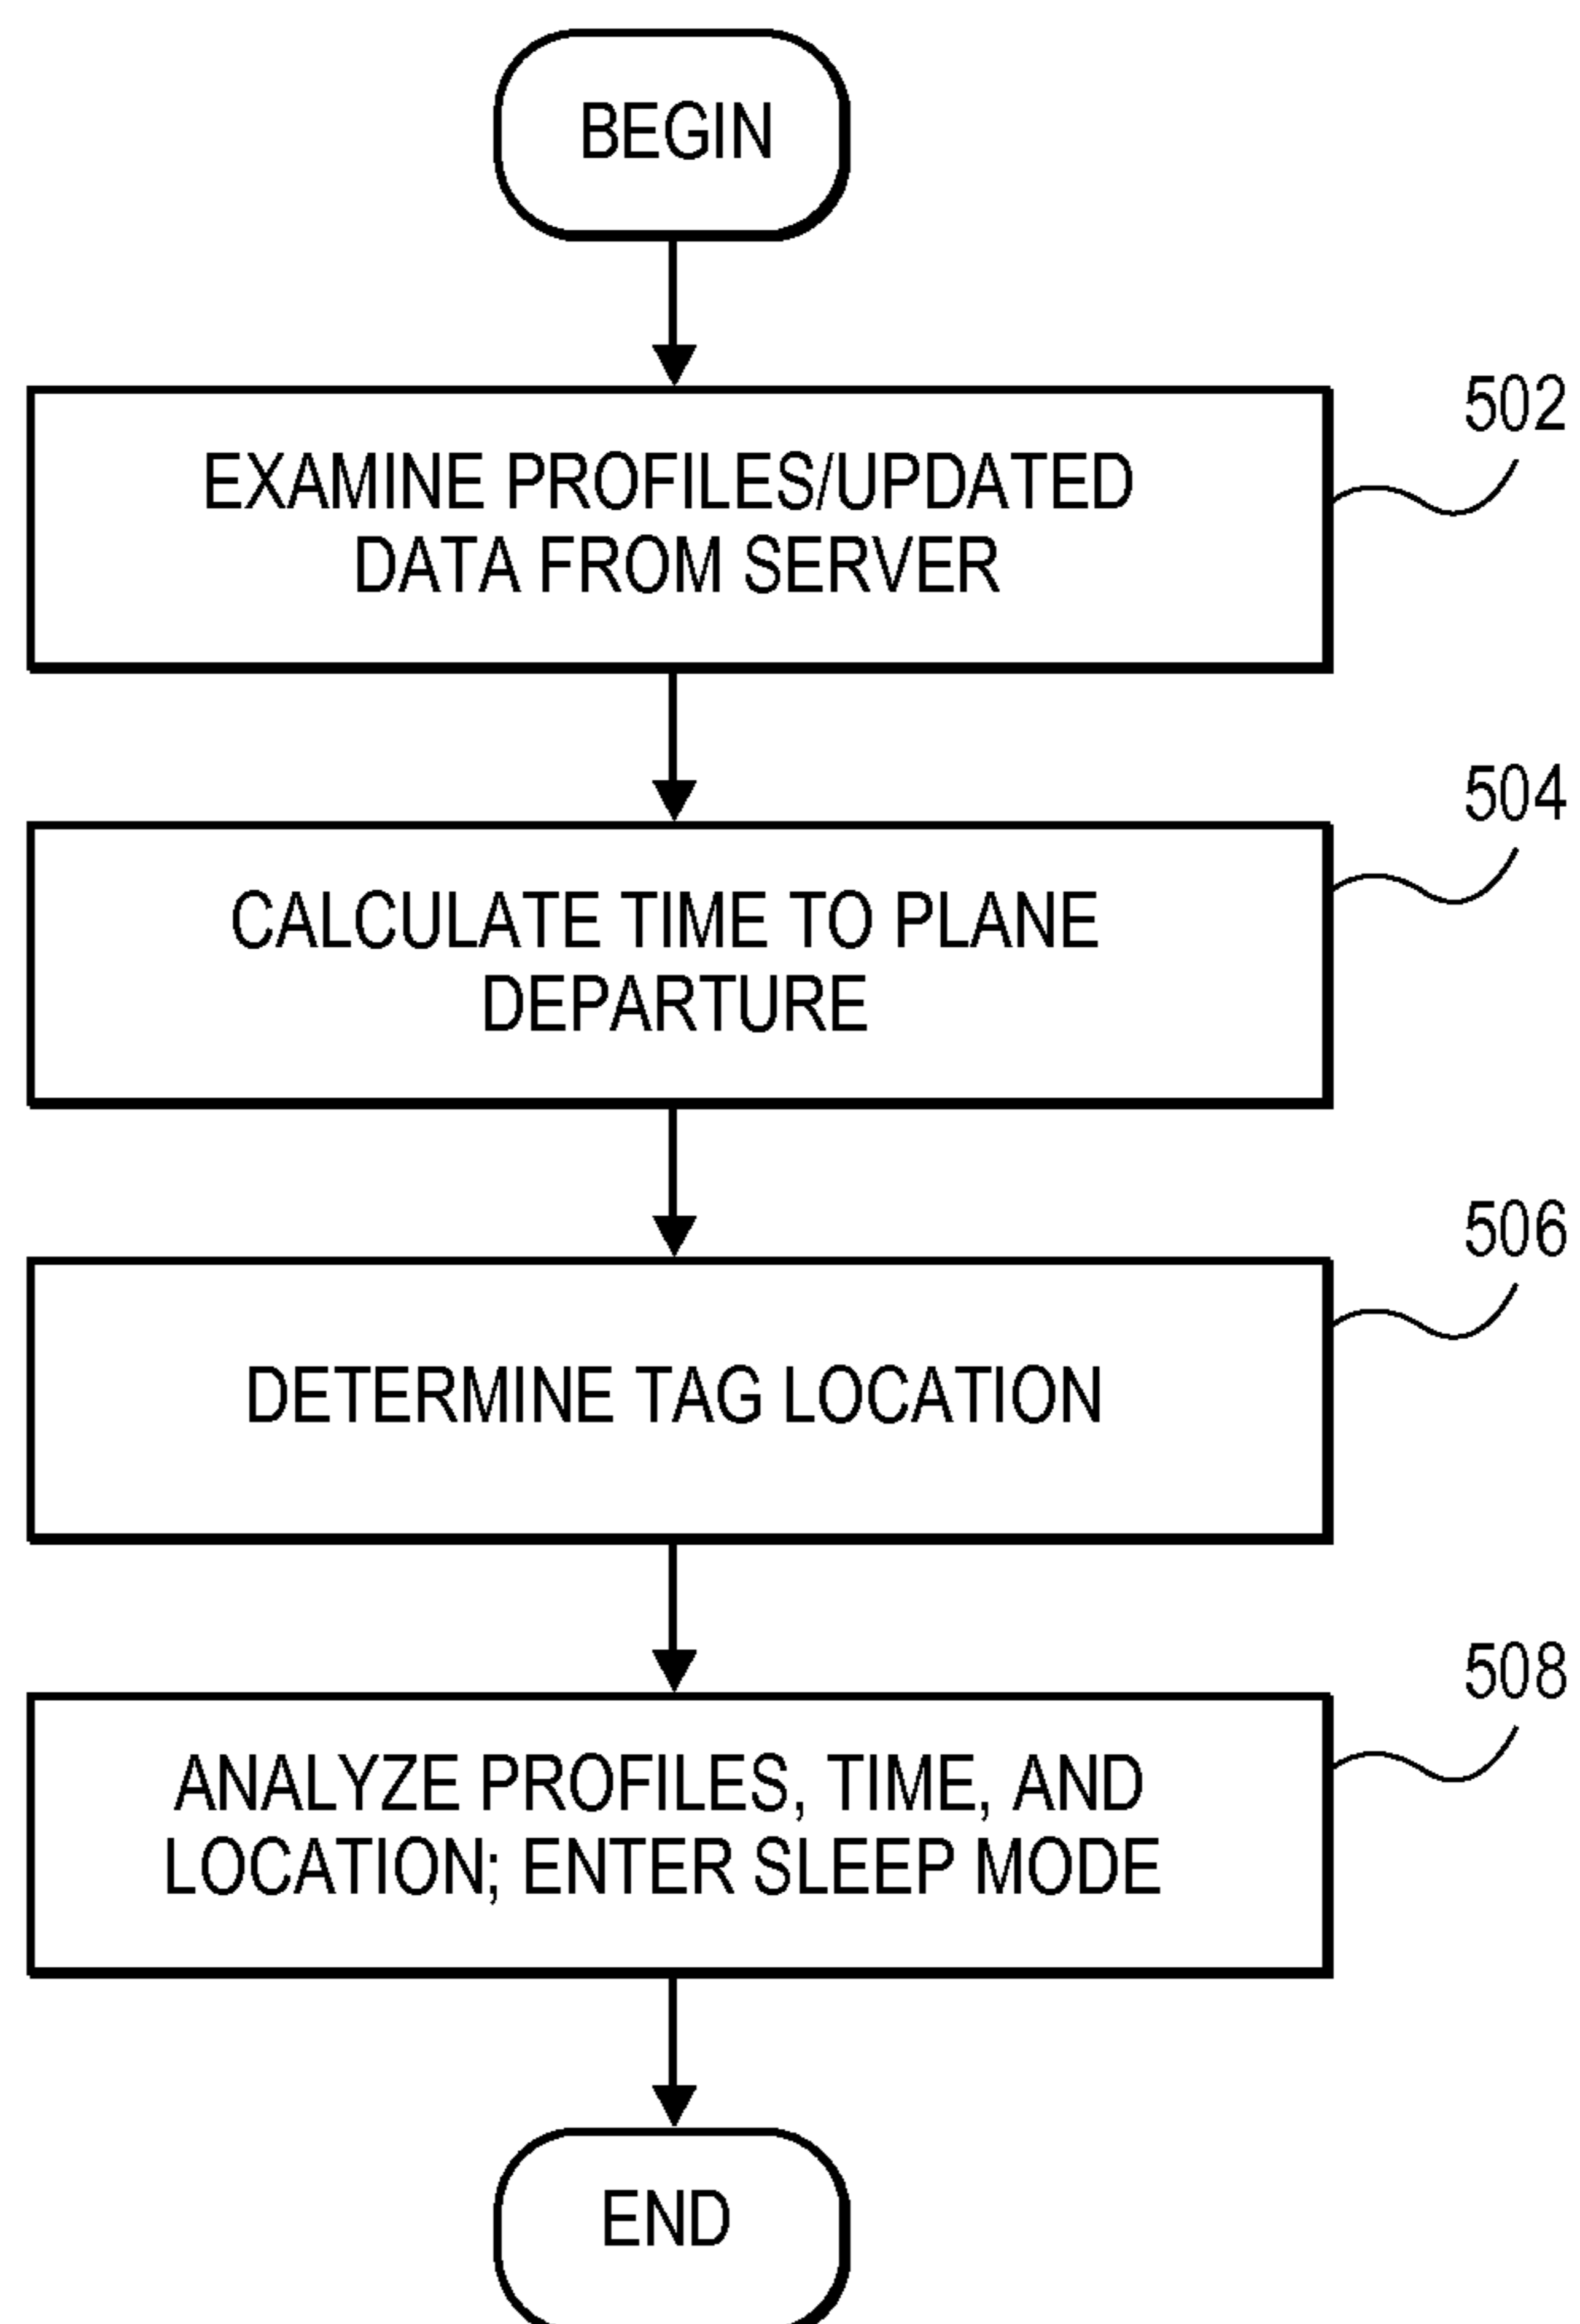 BEGIN
502
EXAMINE PROFILES/UPDATED
DATA FROM SERVER
504
CALCULATE TIME TO PLANE
DEPARTURE
506
DETERMINE TAG LOCATION
508
ANALYZE PROFILES, TIME, AND
LOCATION; ENTER SLEEP MODE
END